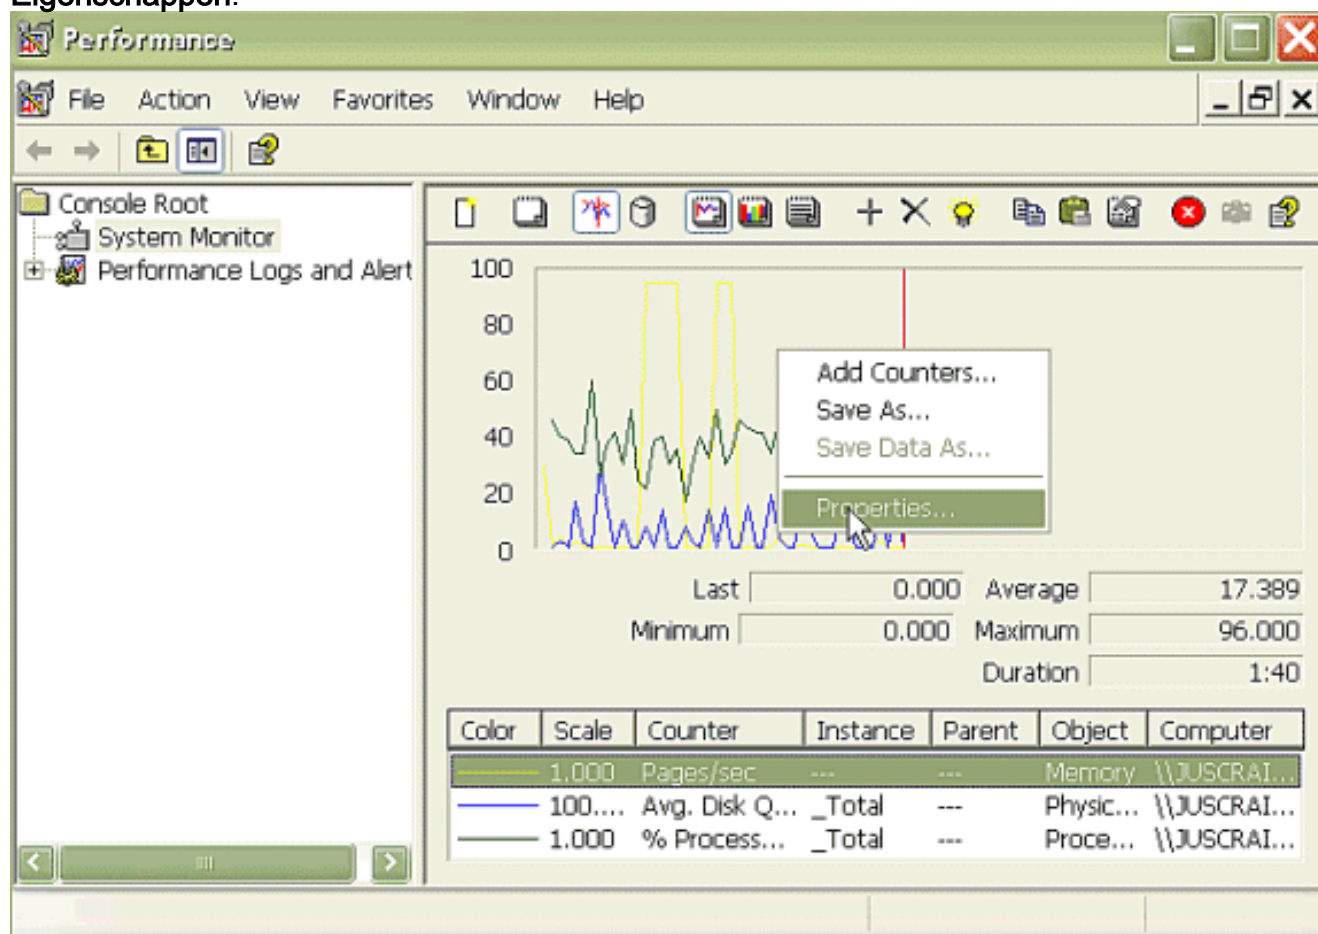 Eigenschappen.
Performance
File Action View Favorites Window Help
Console Root
System Monitor
Performance Logs and Alert
100
80
60
40
20
0
Add Counters...
Save As...
Save Data As...
Properties...
Last 0.000 Average 17.389
Minimum 0.000 Maximum 96.000
Duration 1:40
Color Scale Counter Instance Parent Object Computer
1.000 Pages/sec --- --- Memory \\JUSCRAI...
100.... Avg. Disk Q... _Total --- Physic... \\JUSCRAI...
1.000 % Process... _Total --- Proce... \\JUSCRAI...